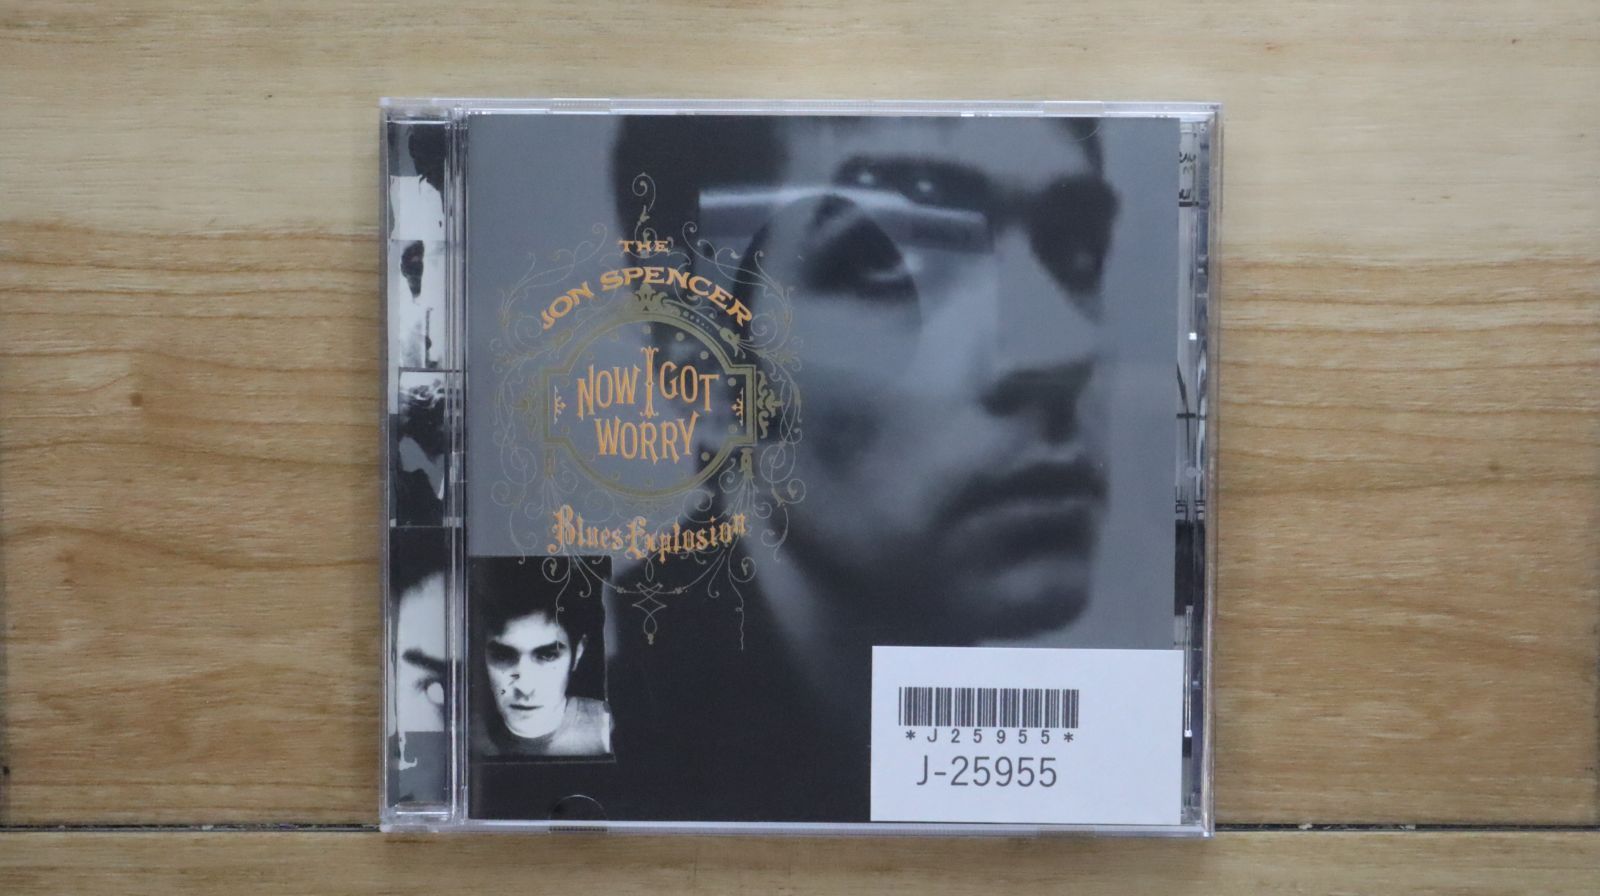 THE
JON SPENCER
NOW I GOT
WORRY
Blues Explosion
*J25955*
J-25955